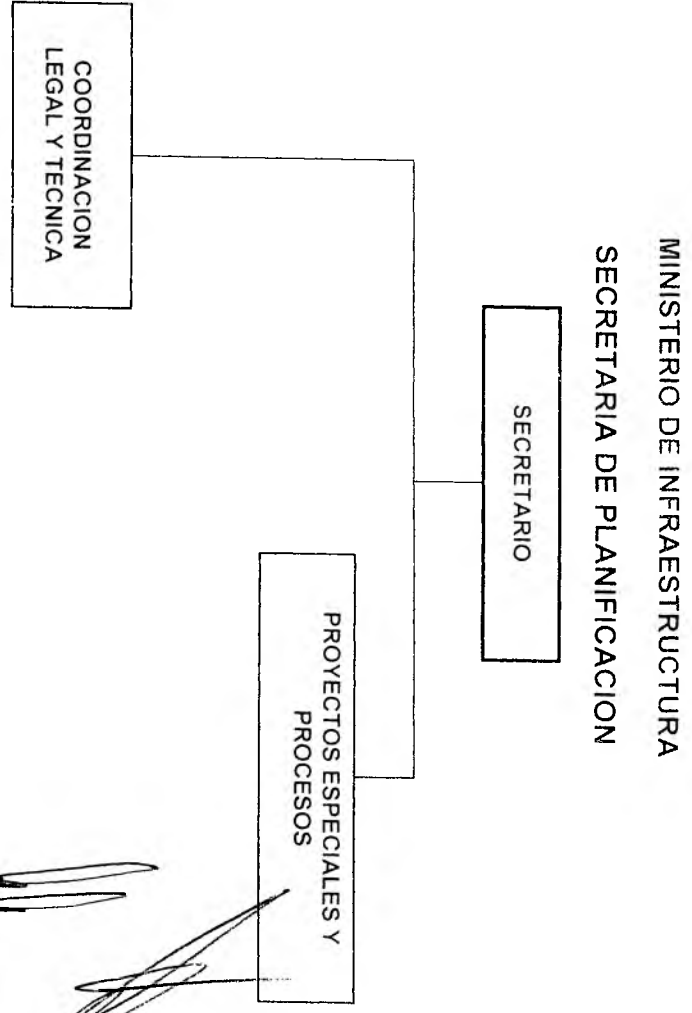 MINISTERIO DE INFRAESTRUCTURA
SECRETARIA DE PLANIFICACION
SECRETARIO
COORDINACION
LEGAL Y TECNICA
PROYECTOS ESPECIALES Y
PROCESOS